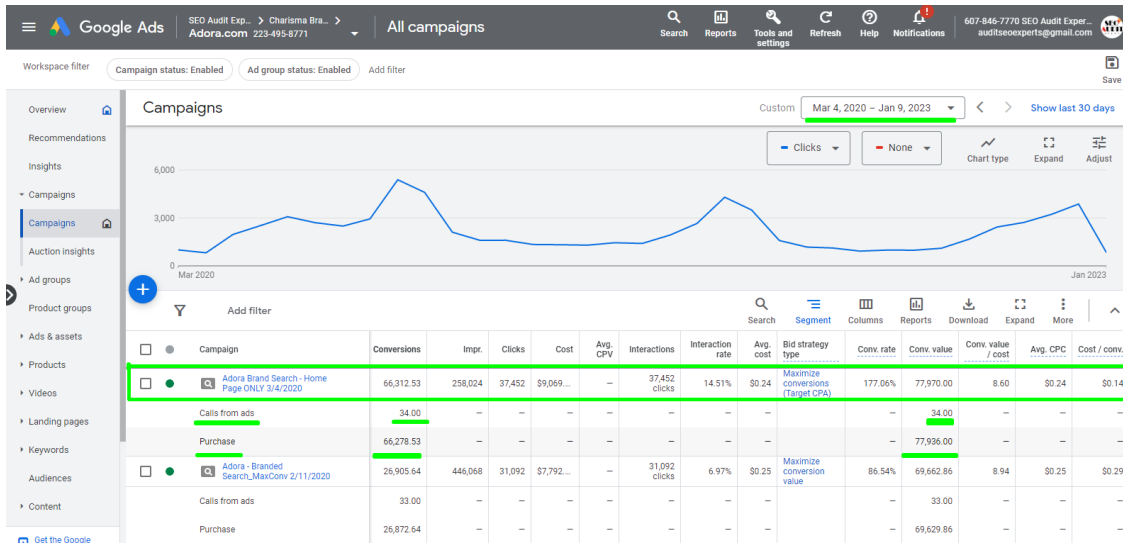 Google Ads
SEO Audit Exp... > Charisma Bra... >
Adora.com 223-495-8771
All campaigns
Search
Reports
Tools and settings
Refresh
Help
!
Notifications
607-846-7770 SEO Audit Exper...
auditseoexperts@gmail.com
Workspace filter
Campaign status: Enabled
Ad group status: Enabled
Add filter
Save
Overview
Recommendations
Insights
Campaigns
Campaigns
Auction insights
Ad groups
Product groups
Ads & assets
Products
Videos
Landing pages
Keywords
Audiences
Content
Get the Google
Campaigns
Custom
Mar 4, 2020 – Jan 9, 2023
Show last 30 days
Clicks
None
Chart type
Expand
Adjust
6,000
3,000
0
Mar 2020
Jan 2023
Add filter
Search
Segment
Columns
Reports
Download
Expand
More
Campaign Conversions Impr. Clicks Cost Avg. CPV Interactions Interaction rate Avg. cost Bid strategy type Conv. rate Conv. value Conv. value / cost Avg. CPC Cost / conv.
Adora Brand Search - Home Page ONLY 3/4/2020 66,312.53 258,024 37,452 $9,069... – 37,452 clicks 14.51% $0.24 Maximize conversions (Target CPA) 177.06% 77,970.00 8.60 $0.24 $0.14
Calls from ads 34.00 – – – – – – – – 34.00 – – –
Purchase 66,278.53 – – – – – – – – 77,936.00 – – –
Adora - Branded Search_MaxConv 2/11/2020 26,905.64 446,068 31,092 $7,792... – 31,092 clicks 6.97% $0.25 Maximize conversion value 86.54% 69,662.86 8.94 $0.25 $0.29
Calls from ads 33.00 – – – – – – – – 33.00 – – –
Purchase 26,872.64 – – – – – – – – 69,629.86 – – –